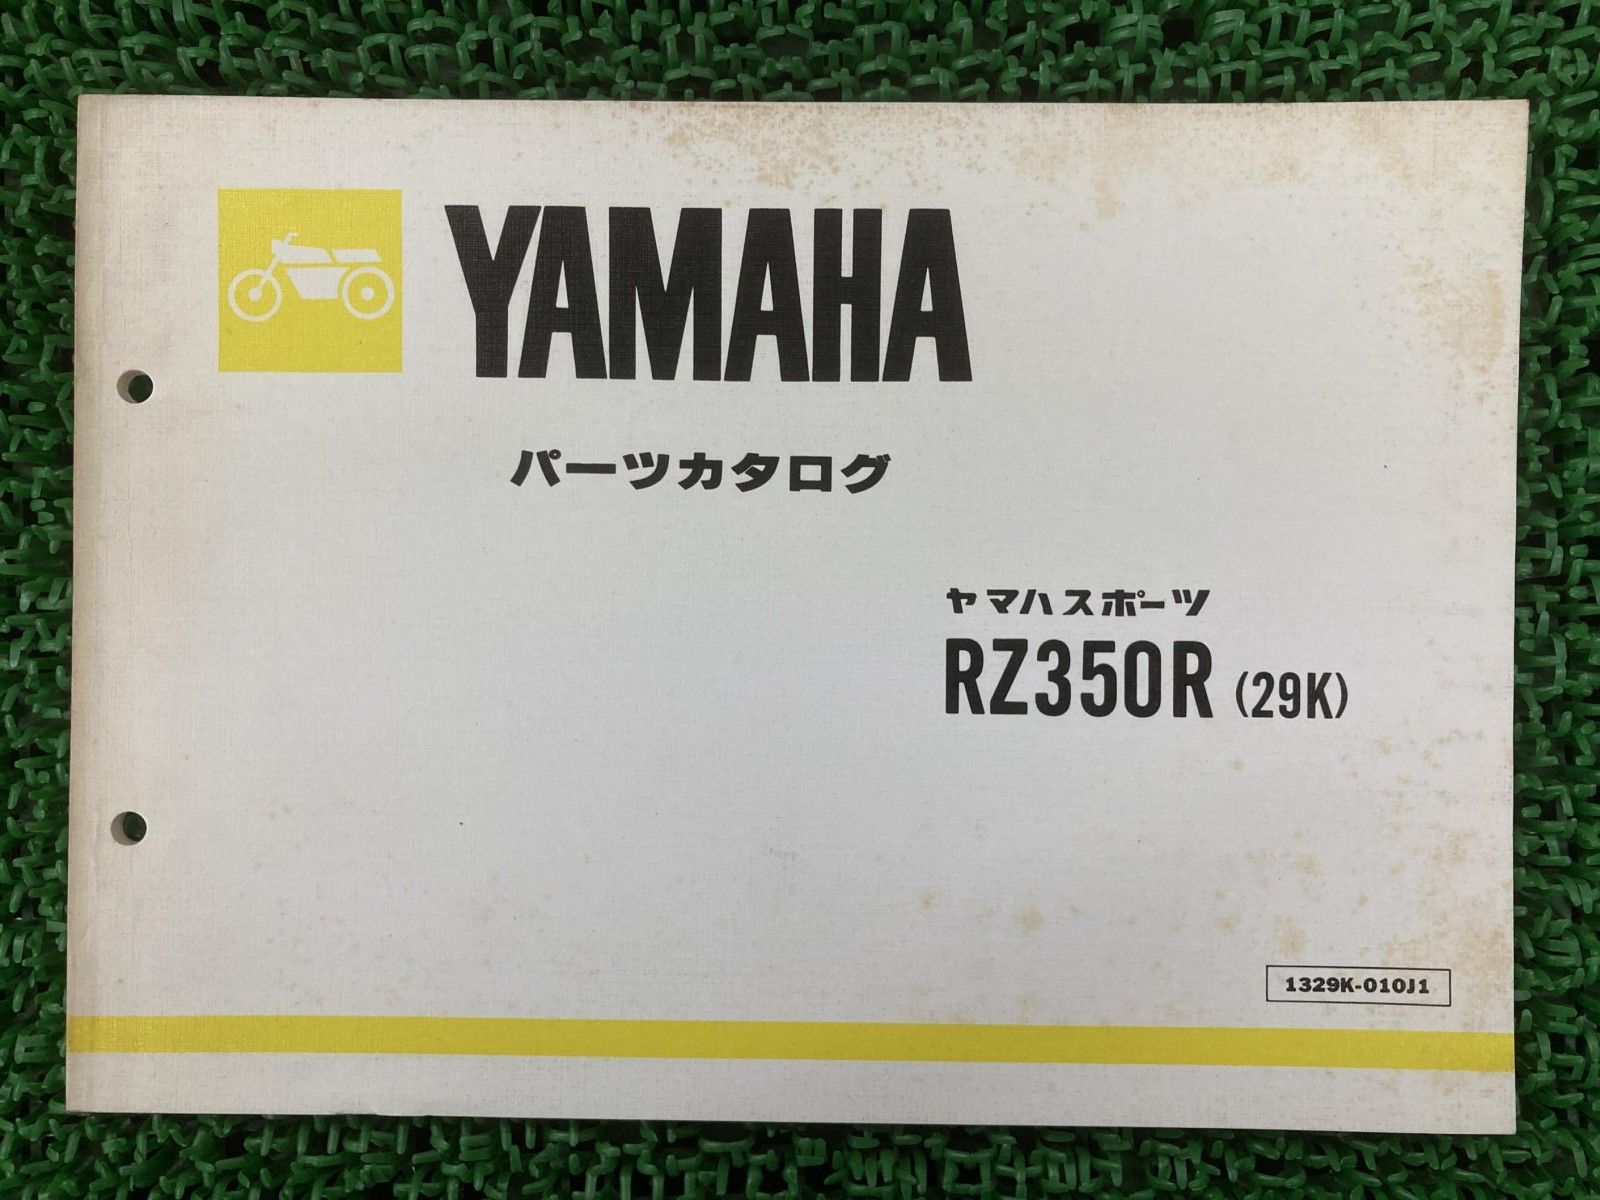 YAMAHA
パーツカタログ
ヤマハスポーツ
RZ350R (29K)
1329K-010J1